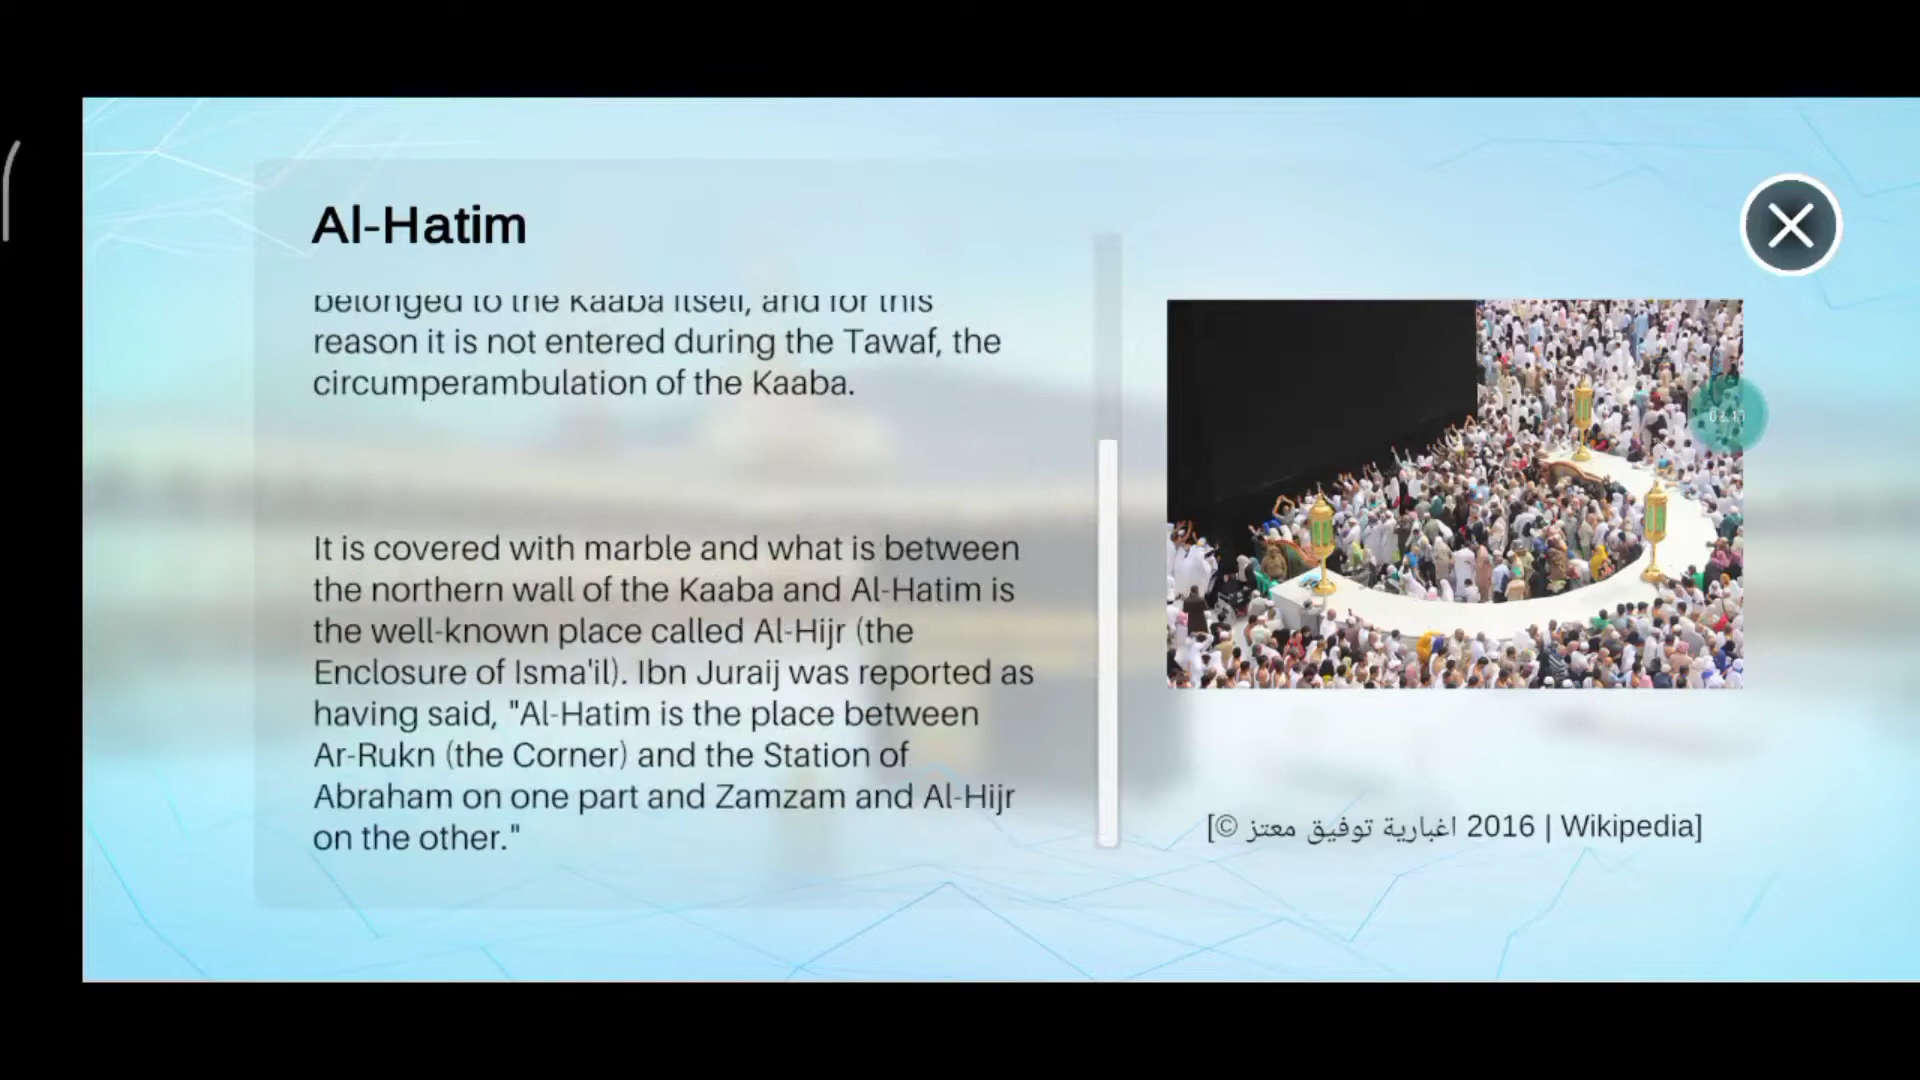 Al-Hatim
belonged to the Kaaba itself, and for this
reason it is not entered during the Tawaf, the
circumperambulation of the Kaaba.
It is covered with marble and what is between
the northern wall of the Kaaba and Al-Hatim is
the well-known place called Al-Hijr (the
Enclosure of Isma'il). Ibn Juraij was reported as
having said, "Al-Hatim is the place between
Ar-Rukn (the Corner) and the Station of
Abraham on one part and Zamzam and Al-Hijr
on the other."
[© اغبارية توفيق معتز 2016 | Wikipedia]